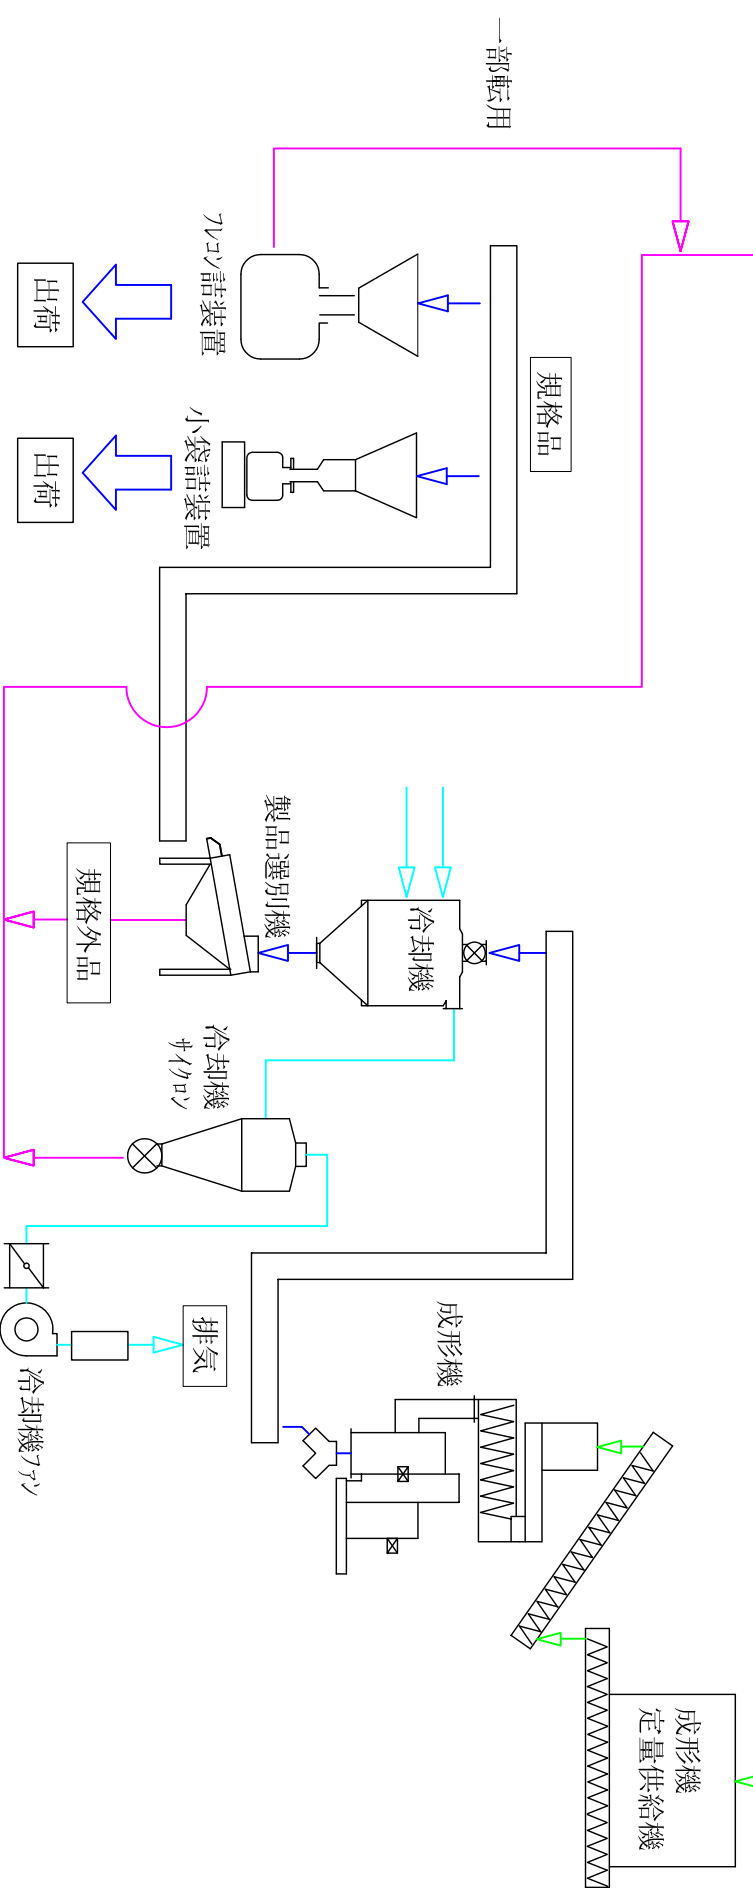 一部転用
規格品
ﾌﾚｺﾝ詰装置
出荷
小袋詰装置
出荷
製品選別機
冷却機
規格外品
冷却機
ｻｲｸﾛﾝ
排気
冷却機ﾌｧﾝ
成形機
成形機
定量供給機